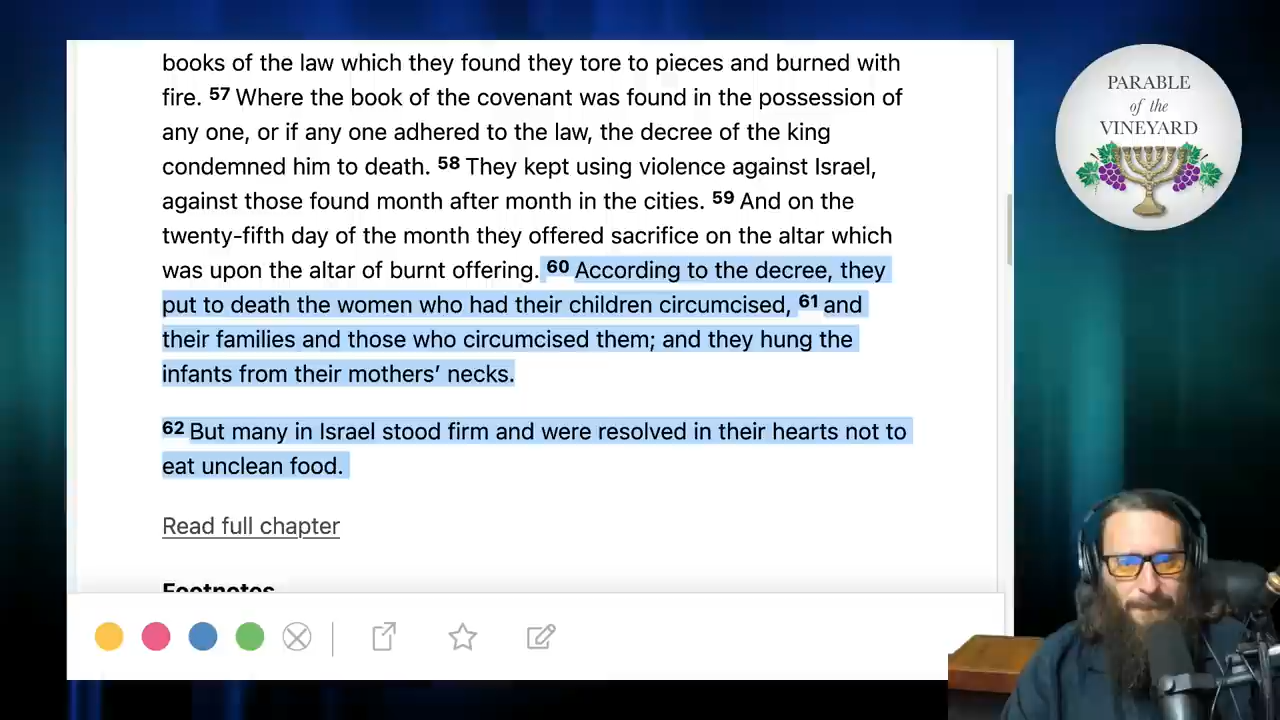 books of the law which they found they tore to pieces and burned with
fire. 57 Where the book of the covenant was found in the possession of
any one, or if any one adhered to the law, the decree of the king
condemned him to death. 58 They kept using violence against Israel,
against those found month after month in the cities. 59 And on the
twenty-fifth day of the month they offered sacrifice on the altar which
was upon the altar of burnt offering. 60 According to the decree, they
put to death the women who had their children circumcised, 61 and
their families and those who circumcised them; and they hung the
infants from their mothers’ necks.
62 But many in Israel stood firm and were resolved in their hearts not to
eat unclean food.
Read full chapter
Footnotes
PARABLE
of the
VINEYARD